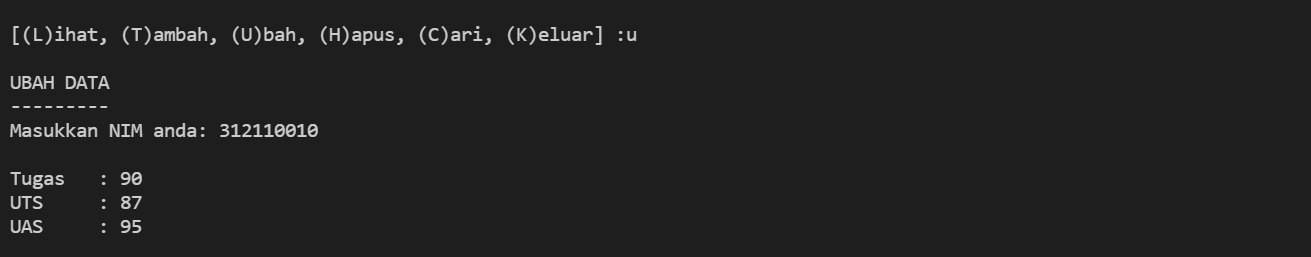 [(L)ihat, (T)ambah, (U)bah, (H)apus, (C)ari, (K)eluar] :u
UBAH DATA
---------
Masukkan NIM anda: 312110010
Tugas   : 90
UTS     : 87
UAS     : 95